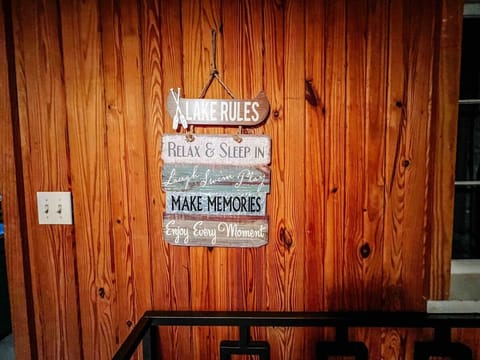 LAKE RULES
RELAX & SLEEP IN
Laugh Swim Play
MAKE MEMORIES
Enjoy Every Moment